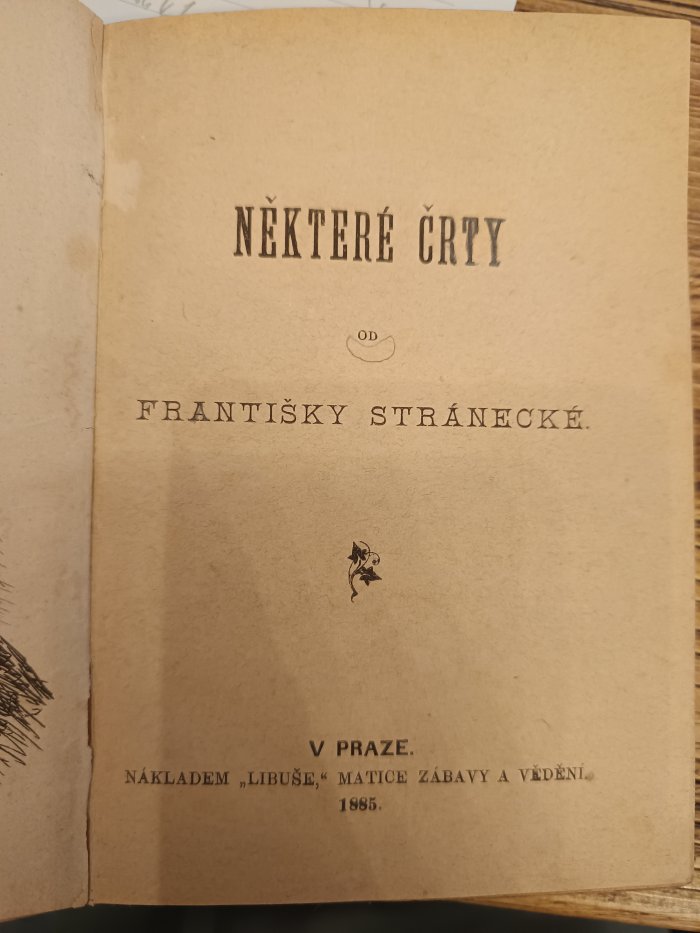 NĚKTERÉ ČRTY
OD
FRANTIŠKY STRÁNECKÉ.
V PRAZE.
NÁKLADEM „LIBUŠE,“ MATICE ZÁBAVY A VĚDĚNÍ.
1885.